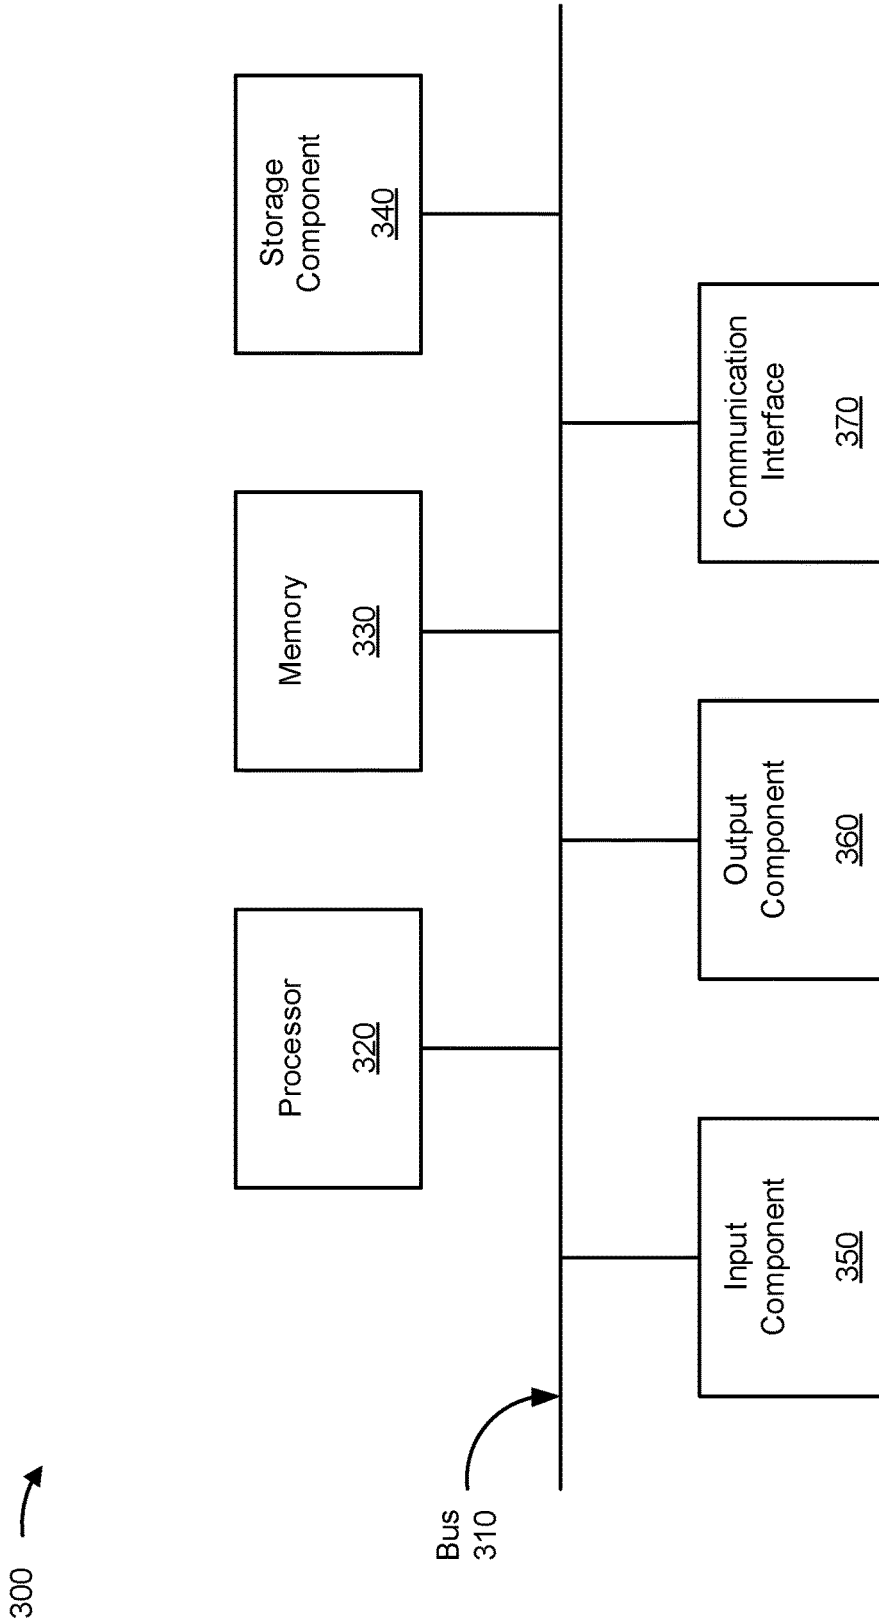 300
Processor
320
Memory
330
Storage
Component
340
Bus
310
Input
Component
350
Output
Component
360
Communication
Interface
370